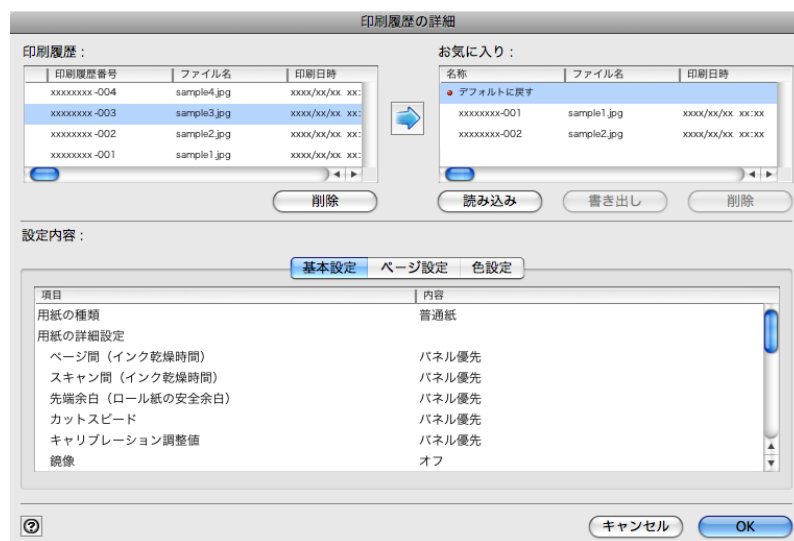 印刷履歴の詳細
印刷履歴：
お気に入り：
印刷履歴番号 ファイル名 印刷日時
xxxxxxxx-004 sample4.jpg xxxx/xx/xx xx:
xxxxxxxx-003 sample3.jpg xxxx/xx/xx xx:
xxxxxxxx-002 sample2.jpg xxxx/xx/xx xx:
xxxxxxxx-001 sample1.jpg xxxx/xx/xx xx:
名称 ファイル名 印刷日時
デフォルトに戻す
xxxxxxxx-001 sample1.jpg xxxx/xx/xx xx:xx
xxxxxxxx-002 sample2.jpg xxxx/xx/xx xx:xx
削除
読み込み 書き出し 削除
設定内容：
基本設定 ページ設定 色設定
項目 内容
用紙の種類 普通紙
用紙の詳細設定
ページ間（インク乾燥時間） パネル優先
スキャン間（インク乾燥時間） パネル優先
先端余白（ロール紙の安全余白） パネル優先
カットスピード パネル優先
キャリブレーション調整値 パネル優先
鏡像 オフ
? キャンセル OK